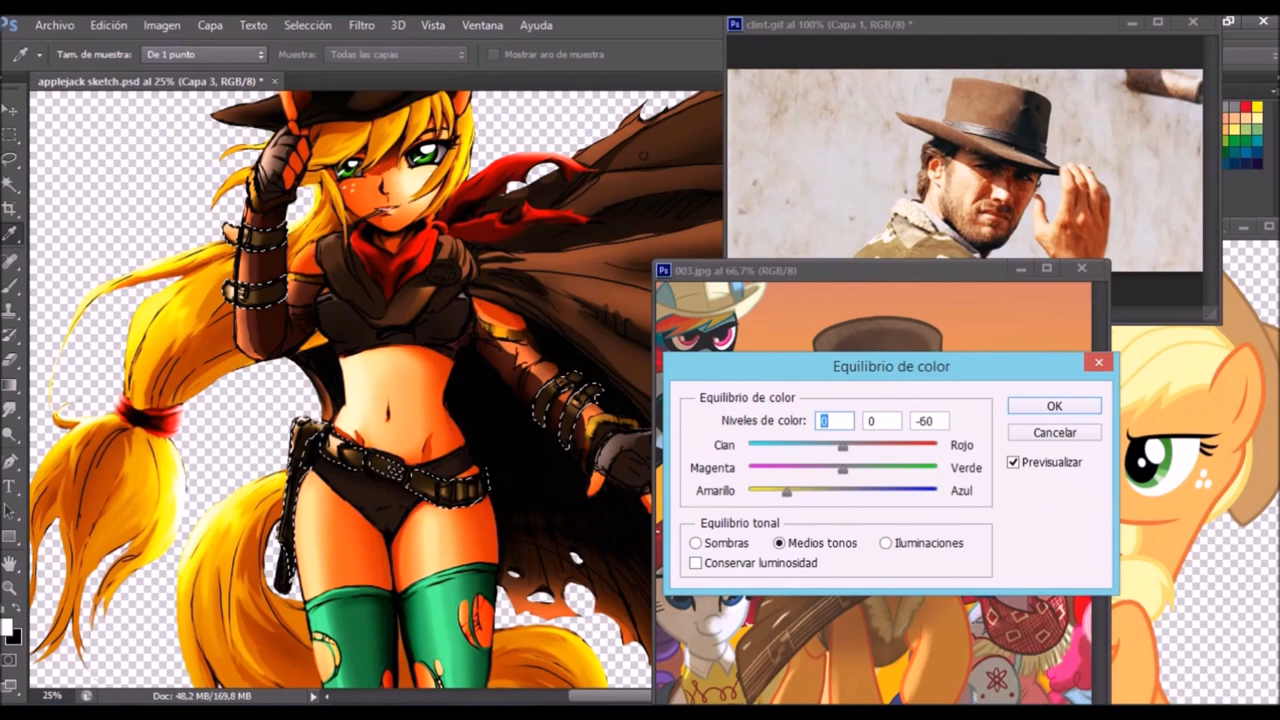 Ps Archivo Edición Imagen Capa Texto Selección Filtro 3D Vista Ventana Ayuda
Tam. de muestra: De 1 punto Muestra: Todas las capas Mostrar aro de muestra
applejack sketch.psd al 25% (Capa 3, RGB/8) * ×
Ps clint.gif al 100% (Capa 1, RGB/8) *
Ps 003.jpg al 66,7% (RGB/8)
Equilibrio de color
Equilibrio de color
Niveles de color: 0 0 -60
Cian Rojo
Magenta Verde
Amarillo Azul
OK
Cancelar
Previsualizar
Equilibrio tonal
Sombras Medios tonos Iluminaciones
Conservar luminosidad
T
25% Doc: 48,2 MB/169,8 MB